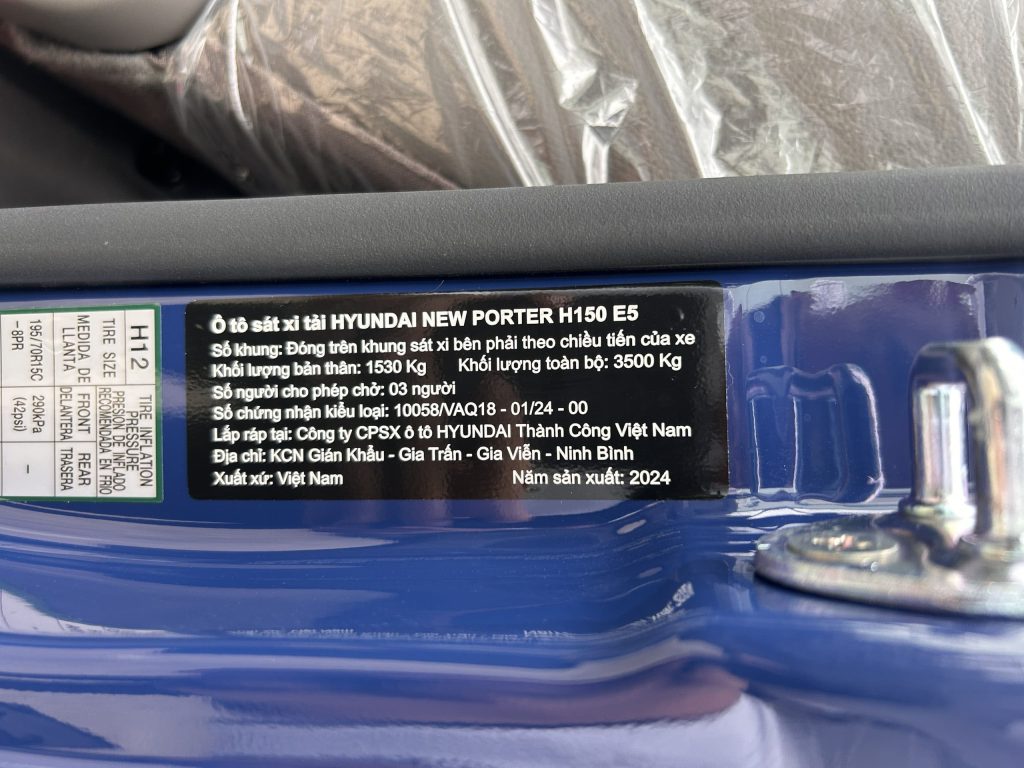 Ô tô sát xi tải HYUNDAI NEW PORTER H150 E5
Số khung: Đóng trên khung sát xi bên phải theo chiều tiến của xe
Khối lượng bản thân: 1530 Kg Khối lượng toàn bộ: 3500 Kg
Số người cho phép chở: 03 người
Số chứng nhận kiểu loại: 10058/VAQ18 - 01/24 - 00
Lắp ráp tại: Công ty CPSX ô tô HYUNDAI Thành Công Việt Nam
Địa chỉ: KCN Gián Khẩu - Gia Trấn - Gia Viễn - Ninh Bình
Xuất xứ: Việt Nam Năm sản xuất: 2024
H12
TIRE INFLATION
PRESSURE
TIRE SIZE
PRESION DE INFLADO
RECOMENDADA EN FRIO
MEDIDA DE
LLANTA
FRONT REAR
DELANTERA TRASERA
195/70R15C
-8PR
290kPa
(42psi)
-